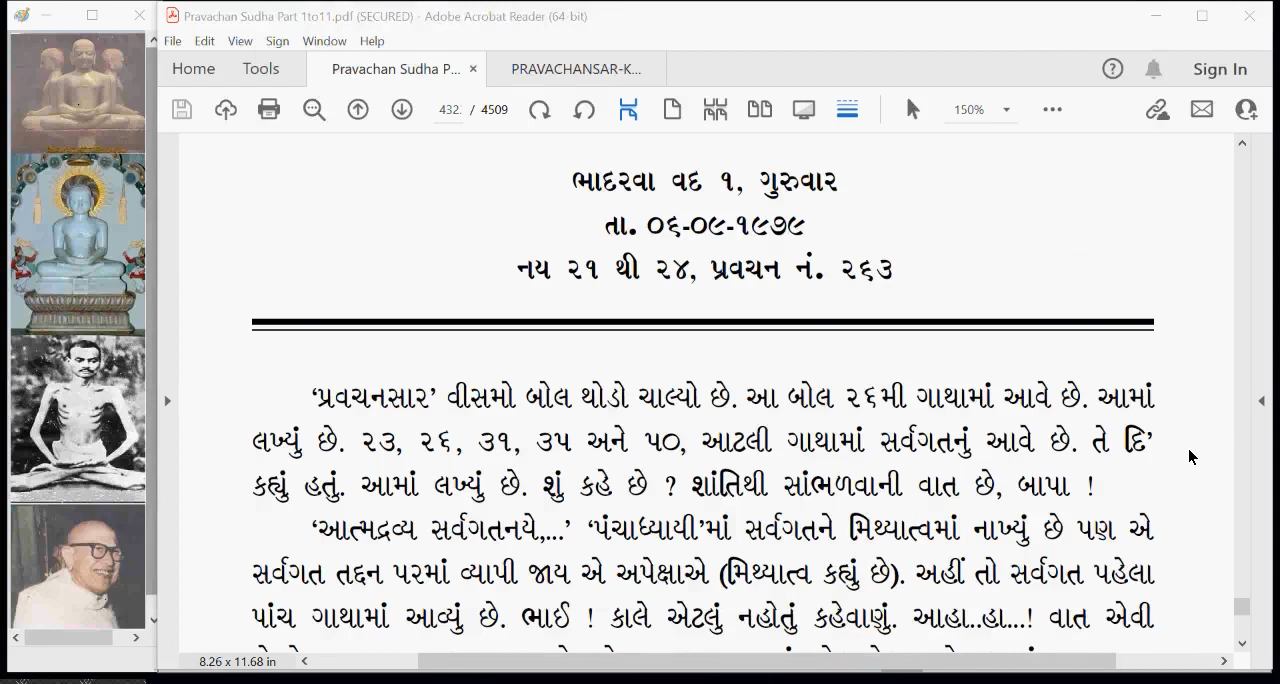 Pravachan Sudha Part 1to11.pdf (SECURED) - Adobe Acrobat Reader (64-bit)
File Edit View Sign Window Help
Home Tools Pravachan Sudha P... × PRAVACHANSAR-K... Sign In
432 / 4509 150%
ભાદરવા વદ ૧, ગુરુવાર
તા. ૦૬-૦૯-૧૯૭૯
નય ૨૧ થી ૨૪, પ્રવચન નં. ૨૬૩
‘પ્રવચનસાર’ વીસમો બોલ થોડો ચાલ્યો છે. આ બોલ ૨૬મી ગાથામાં આવે છે. આમાં
લખ્યું છે. ૨૩, ૨૬, ૩૧, ૩૫ અને ૫૦, આટલી ગાથામાં સર્વગતનું આવે છે. તે દિ’
કહ્યું હતું. આમાં લખ્યું છે. શું કહે છે ? શાંતિથી સાંભળવાની વાત છે, બાપા !
‘આત્મદ્રવ્ય સર્વગતનયે,...’ ‘પંચાધ્યાયી’માં સર્વગતને મિથ્યાત્વમાં નાખ્યું છે પણ એ
સર્વગત તદ્દન પરમાં વ્યાપી જાય એ અપેક્ષાએ (મિથ્યાત્વ કહ્યું છે). અહીં તો સર્વગત પહેલા
પાંચ ગાથામાં આવ્યું છે. ભાઈ ! કાલે એટલું નહોતું કહેવાણું. આહા..હા...! વાત એવી
8.26 x 11.68 in